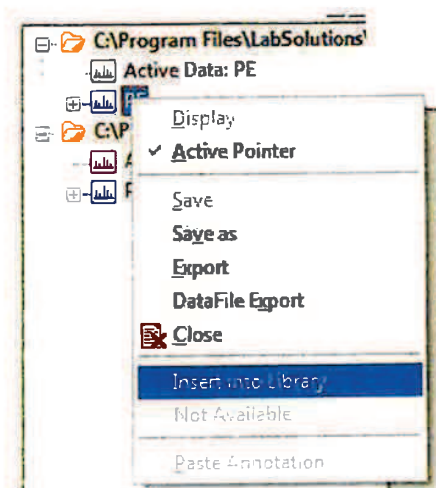 C:\Program Files\LabSolutions\
Active Data: PE
PE
C:\P
A
P
Display
Active Pointer
Save
Save as
Export
DataFile Export
Close
Insert into Library
Not Available
Paste Annotation